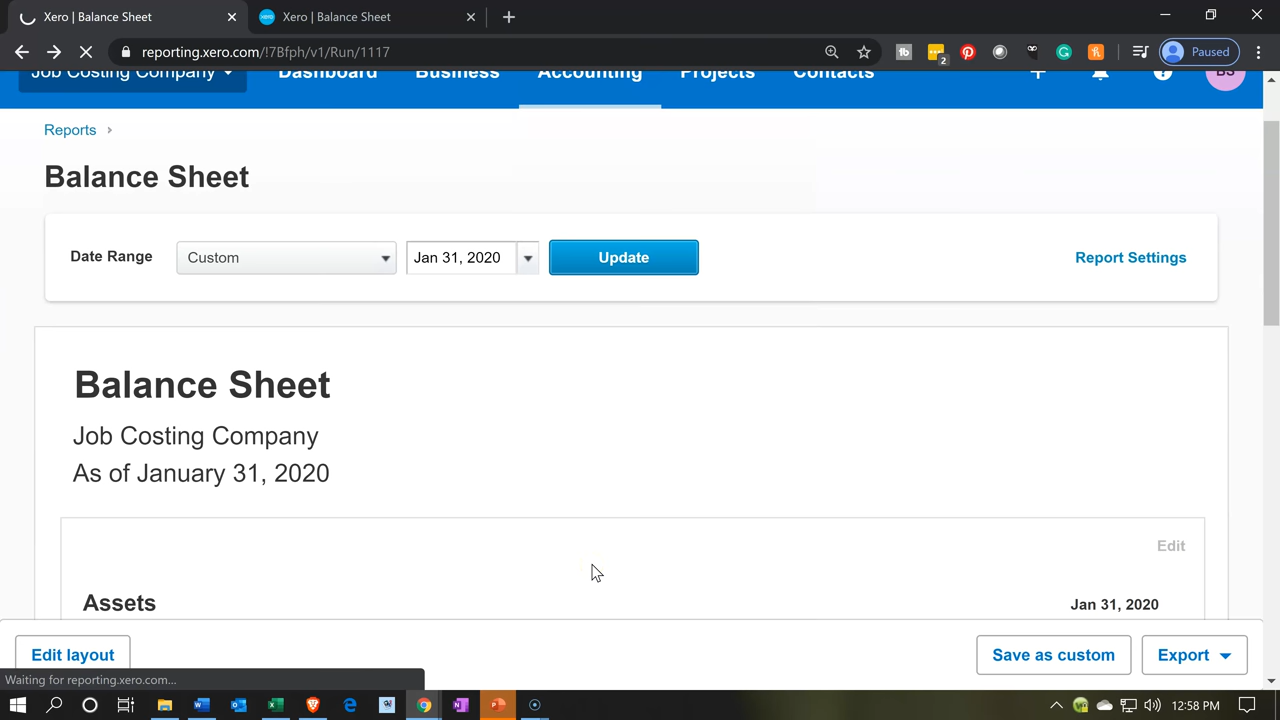 Xero | Balance Sheet
Xero | Balance Sheet
reporting.xero.com/!7Bfph/v1/Run/1117
2
Paused
Job Costing Company
Dashboard
Business
Accounting
Projects
Contacts
BS
Reports
Balance Sheet
Date Range
Custom
Jan 31, 2020
Update
Report Settings
Balance Sheet
Job Costing Company
As of January 31, 2020
Edit
Assets
Jan 31, 2020
Edit layout
Save as custom
Export
Waiting for reporting.xero.com...
12:58 PM